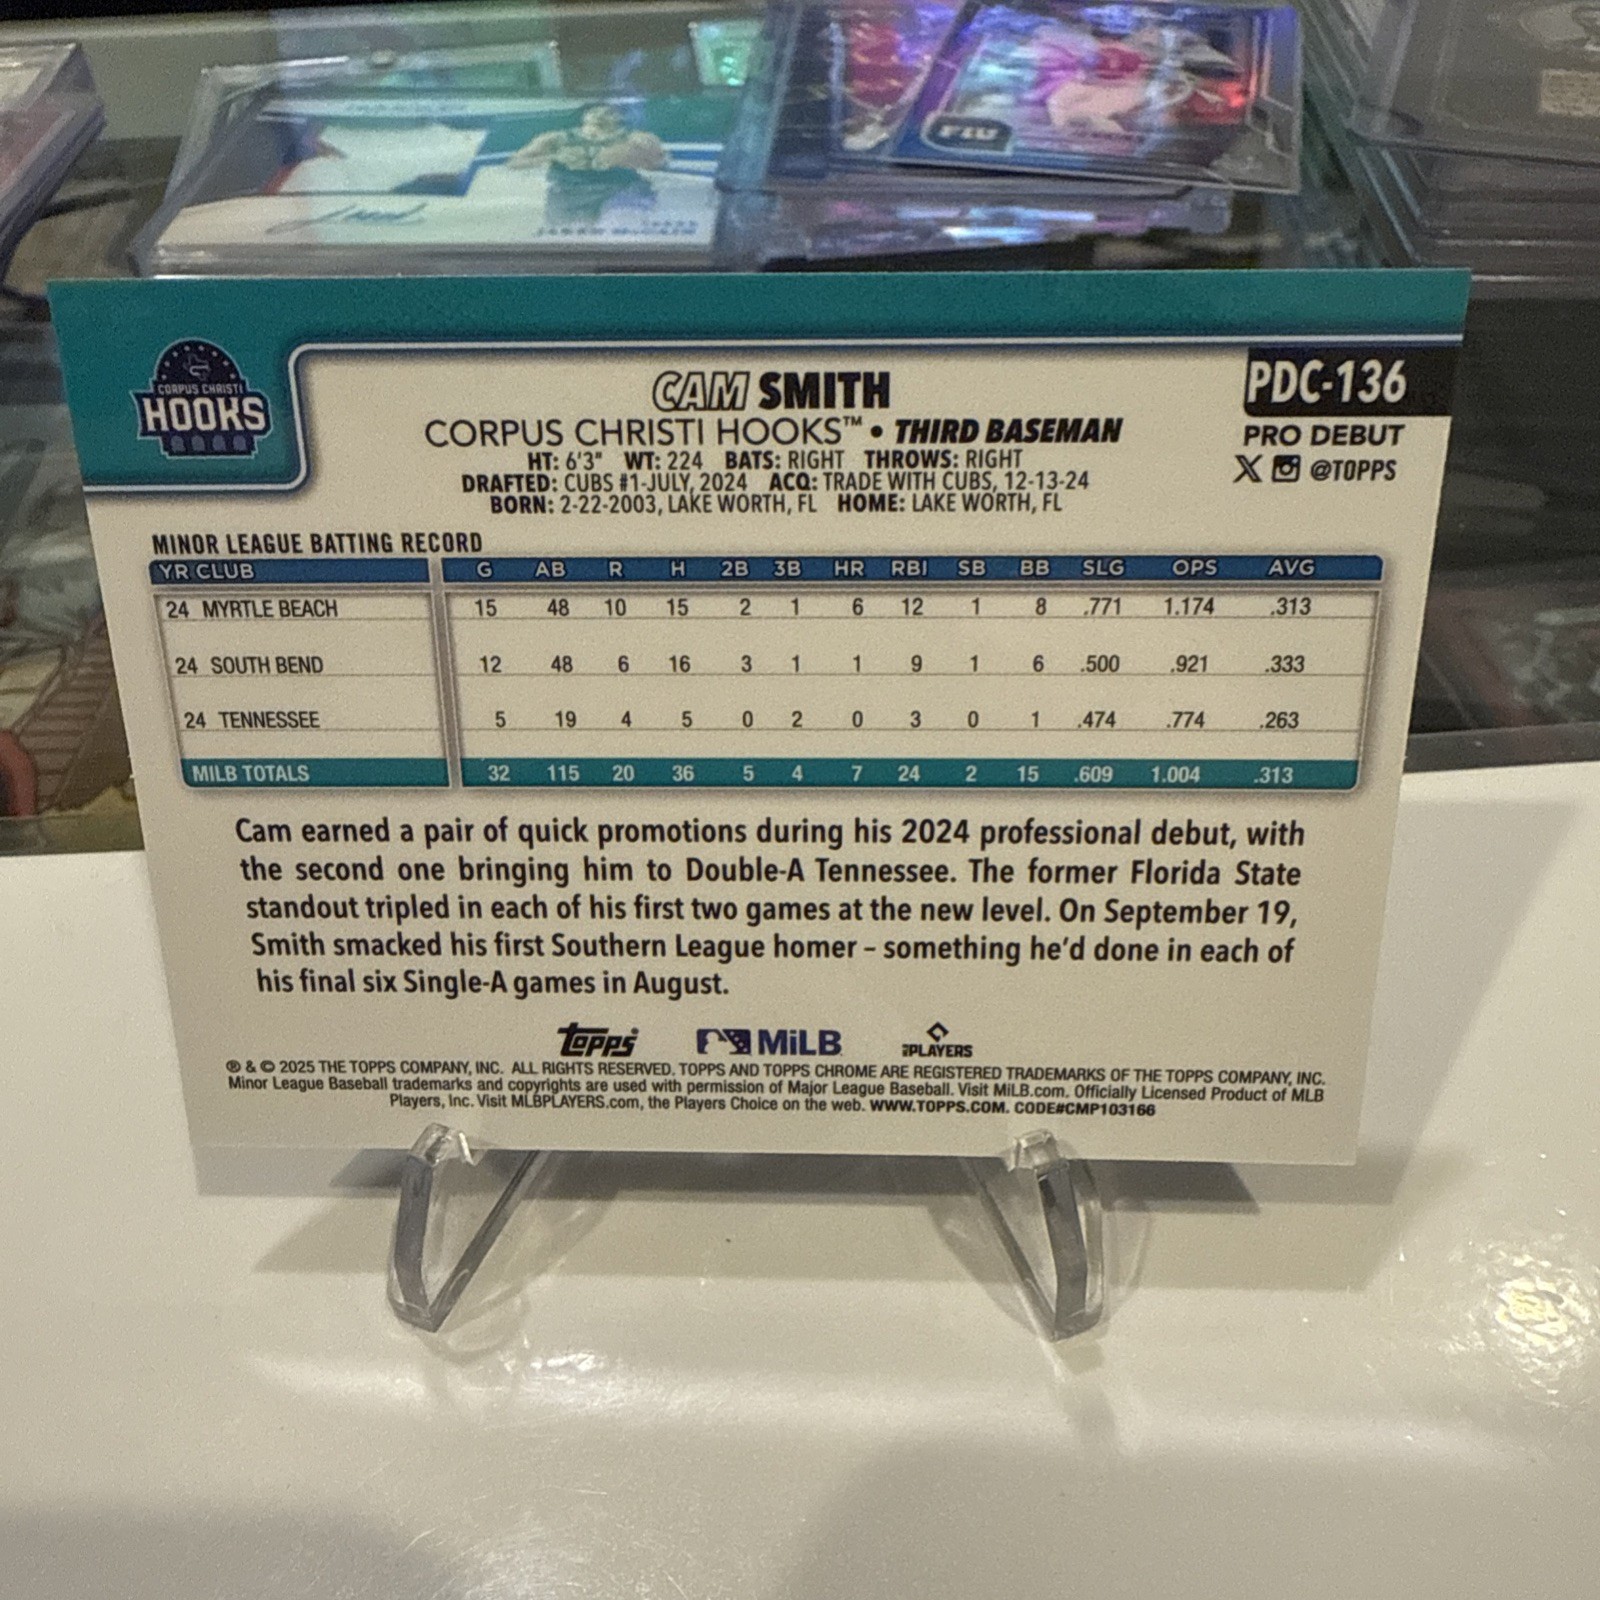 FIU
CORPUS CHRISTI
HOOKS
CAM SMITH
CORPUS CHRISTI HOOKS™ • THIRD BASEMAN
HT: 6'3" WT: 224 BATS: RIGHT THROWS: RIGHT
DRAFTED: CUBS #1-JULY, 2024 ACQ: TRADE WITH CUBS, 12-13-24
BORN: 2-22-2003, LAKE WORTH, FL HOME: LAKE WORTH, FL
PDC-136
PRO DEBUT
@TOPPS
MINOR LEAGUE BATTING RECORD
YR CLUB G AB R H 2B 3B HR RBI SB BB SLG OPS AVG
24 MYRTLE BEACH 15 48 10 15 2 1 6 12 1 8 .771 1.174 .313
24 SOUTH BEND 12 48 6 16 3 1 1 9 1 6 .500 .921 .333
24 TENNESSEE 5 19 4 5 0 2 0 3 0 1 .474 .774 .263
MILB TOTALS 32 115 20 36 5 4 7 24 2 15 .609 1.004 .313
Cam earned a pair of quick promotions during his 2024 professional debut, with
the second one bringing him to Double-A Tennessee. The former Florida State
standout tripled in each of his first two games at the new level. On September 19,
Smith smacked his first Southern League homer – something he'd done in each of
his final six Single-A games in August.
topps MiLB PLAYERS
® & © 2025 THE TOPPS COMPANY, INC. ALL RIGHTS RESERVED. TOPPS AND TOPPS CHROME ARE REGISTERED TRADEMARKS OF THE TOPPS COMPANY, INC.
Minor League Baseball trademarks and copyrights are used with permission of Major League Baseball. Visit MiLB.com. Officially Licensed Product of MLB
Players, Inc. Visit MLBPLAYERS.com, the Players Choice on the web. WWW.TOPPS.COM. CODE#CMP103166